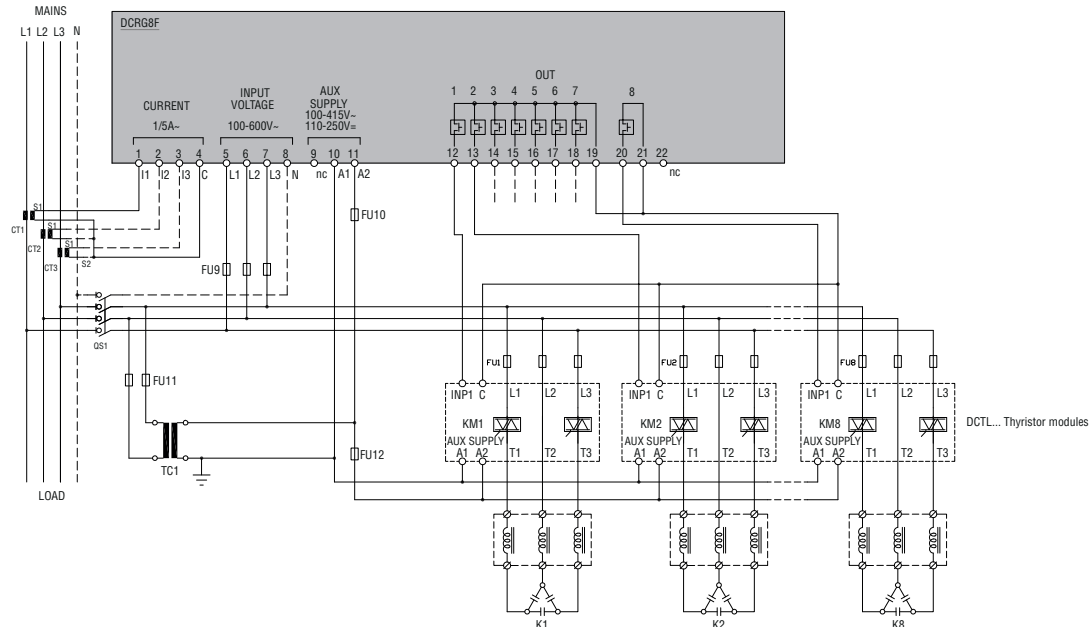 MAINS
L1 L2 L3 N
DCRG8F
CURRENT
1/5A~
INPUT
VOLTAGE
100-600V~
AUX
SUPPLY
100-415V~
110-250V=
OUT
1 2 3 4 5 6 7 8
1 2 3 4 5 6 7 8 9 10 11 12 13 14 15 16 17 18 19 20 21 22
I1 I2 I3 C L1 L2 L3 N nc A1 A2 nc
FU10
S1
CT1
S1
CT2
S1
CT3
S2
FU9
QS1
FU11
FU1
FU2
FU8
INP1 C L1 L2 L3
INP1 C L1 L2 L3
INP1 C L1 L2 L3
KM1
KM2
KM8
DCTL... Thyristor modules
AUX SUPPLY
AUX SUPPLY
AUX SUPPLY
A1 A2 T1 T2 T3
A1 A2 T1 T2 T3
A1 A2 T1 T2 T3
FU12
TC1
LOAD
K1
K2
K8